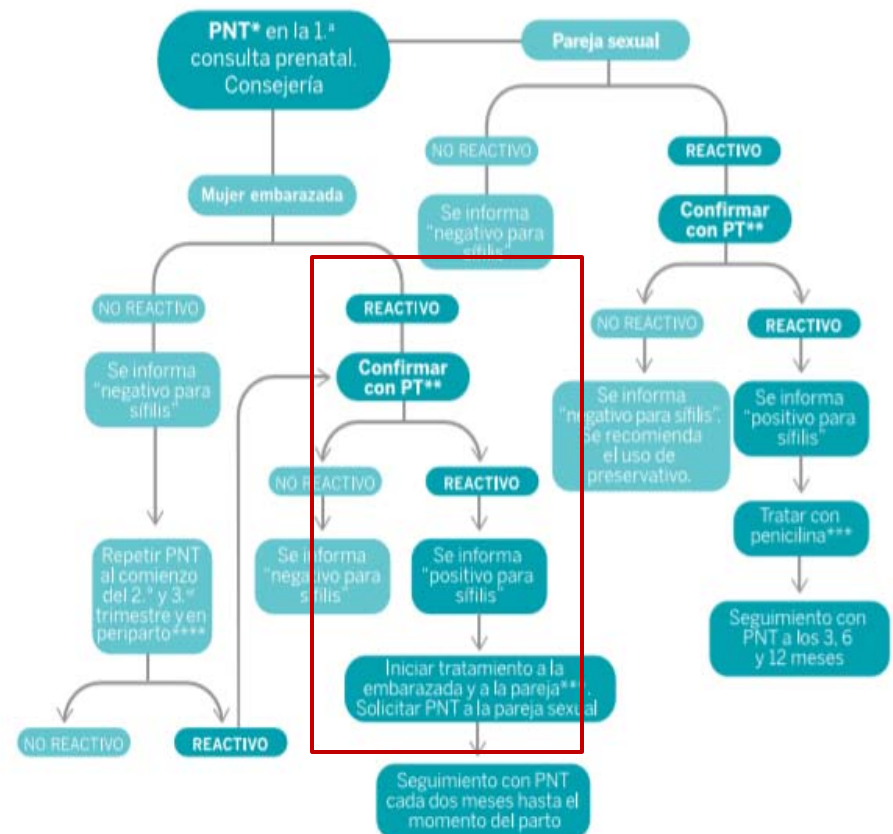 PNT* en la 1.ª
consulta prenatal.
Consejería
Pareja sexual
NO REACTIVO
REACTIVO
Se informa
"negativo para
sífilis"
Confirmar
con PT**
NO REACTIVO
REACTIVO
Se informa
"negativo para sífilis".
Se recomienda
el uso de
preservativo.
Se informa
"positivo para
sífilis"
Tratar con
penicilina***
Seguimiento con
PNT a los 3, 6
y 12 meses
Mujer embarazada
NO REACTIVO
REACTIVO
Se informa
"negativo para
sífilis"
Confirmar
con PT**
NO REACTIVO
REACTIVO
Se informa
"negativo para
sífilis"
Se informa
"positivo para
sífilis"
Repetir PNT
al comienzo
del 2.º y 3.er
trimestre y en
periparto****
NO REACTIVO
REACTIVO
Iniciar tratamiento a la
embarazada y a la pareja***.
Solicitar PNT a la pareja sexual
Seguimiento con PNT
cada dos meses hasta el
momento del parto